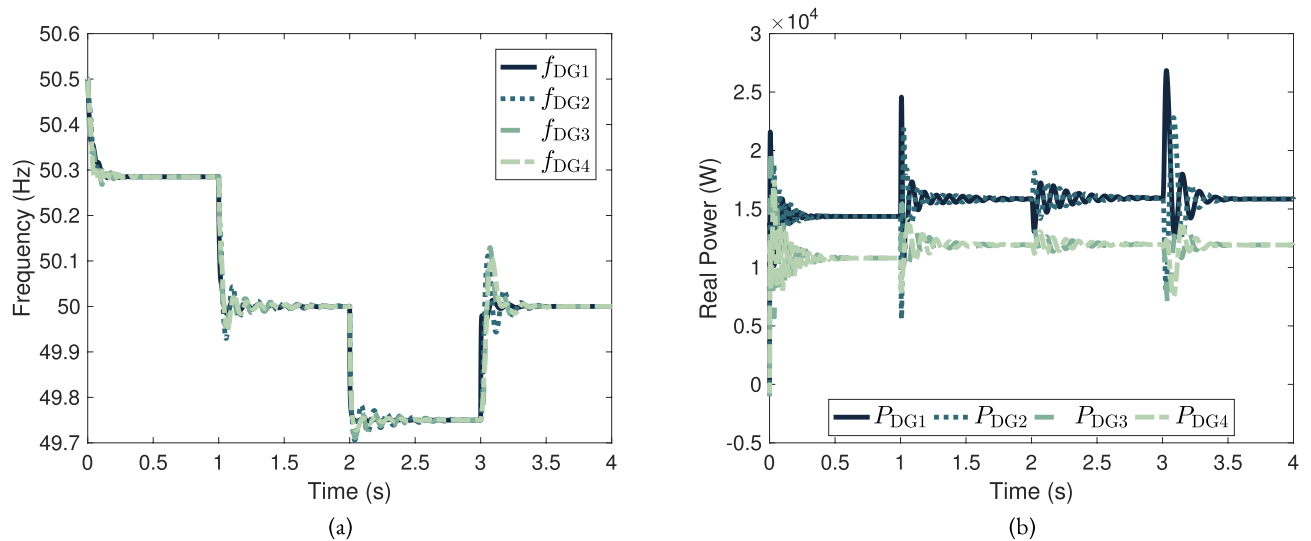 50.6
50.5
50.4
50.3
50.2
50.1
50
49.9
49.8
49.7
Frequency (Hz)
0 0.5 1 1.5 2 2.5 3 3.5 4
Time (s)
f_DG1
f_DG2
f_DG3
f_DG4
(a)
×10^4
3
2.5
2
1.5
1
0.5
0
-0.5
Real Power (W)
0 0.5 1 1.5 2 2.5 3 3.5 4
Time (s)
P_DG1 P_DG2 P_DG3 P_DG4
(b)